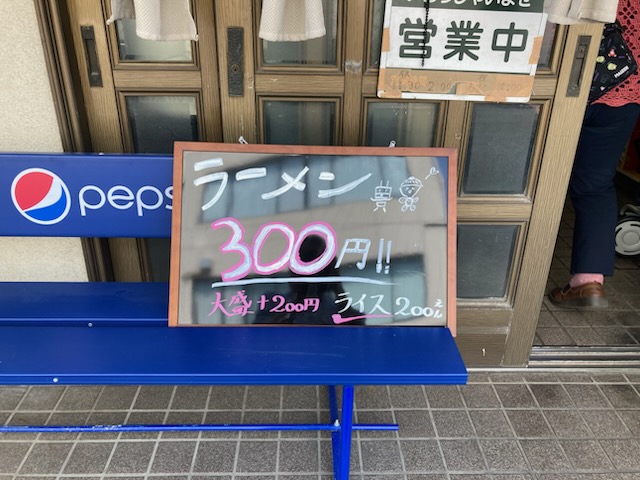 営業中
pepsi
ラーメン
300円!!
大盛+200円 ライス200えん